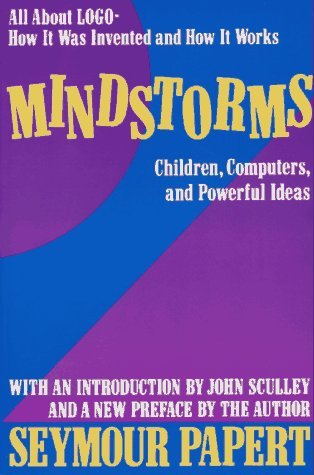 All About LOGO-
How It Was Invented and How It Works
MINDSTORMS
Children, Computers,
and Powerful Ideas
WITH AN INTRODUCTION BY JOHN SCULLEY
AND A NEW PREFACE BY THE AUTHOR
SEYMOUR PAPERT